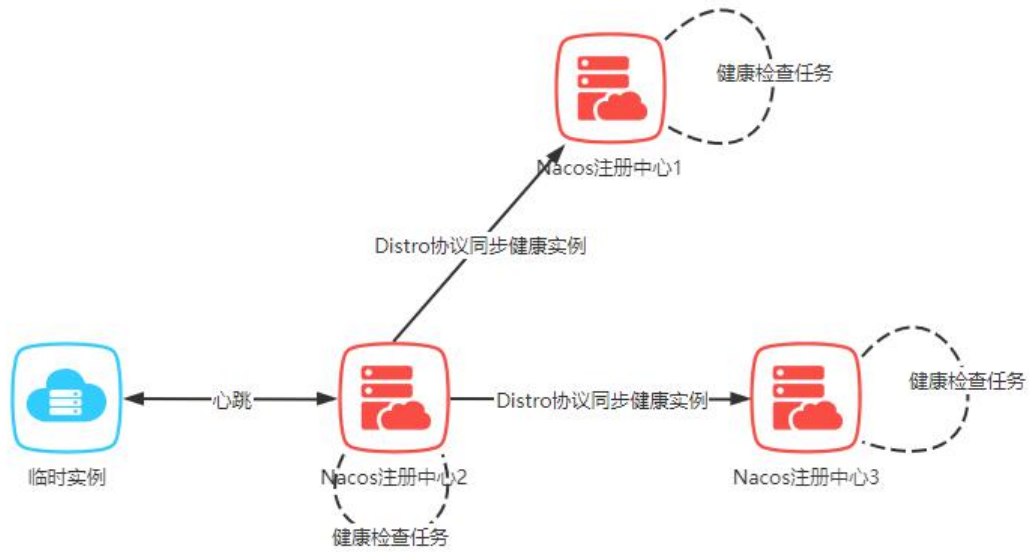 健康检查任务
Nacos注册中心1
Distro协议同步健康实例
心跳
Distro协议同步健康实例
健康检查任务
临时实例
Nacos注册中心2
Nacos注册中心3
健康检查任务